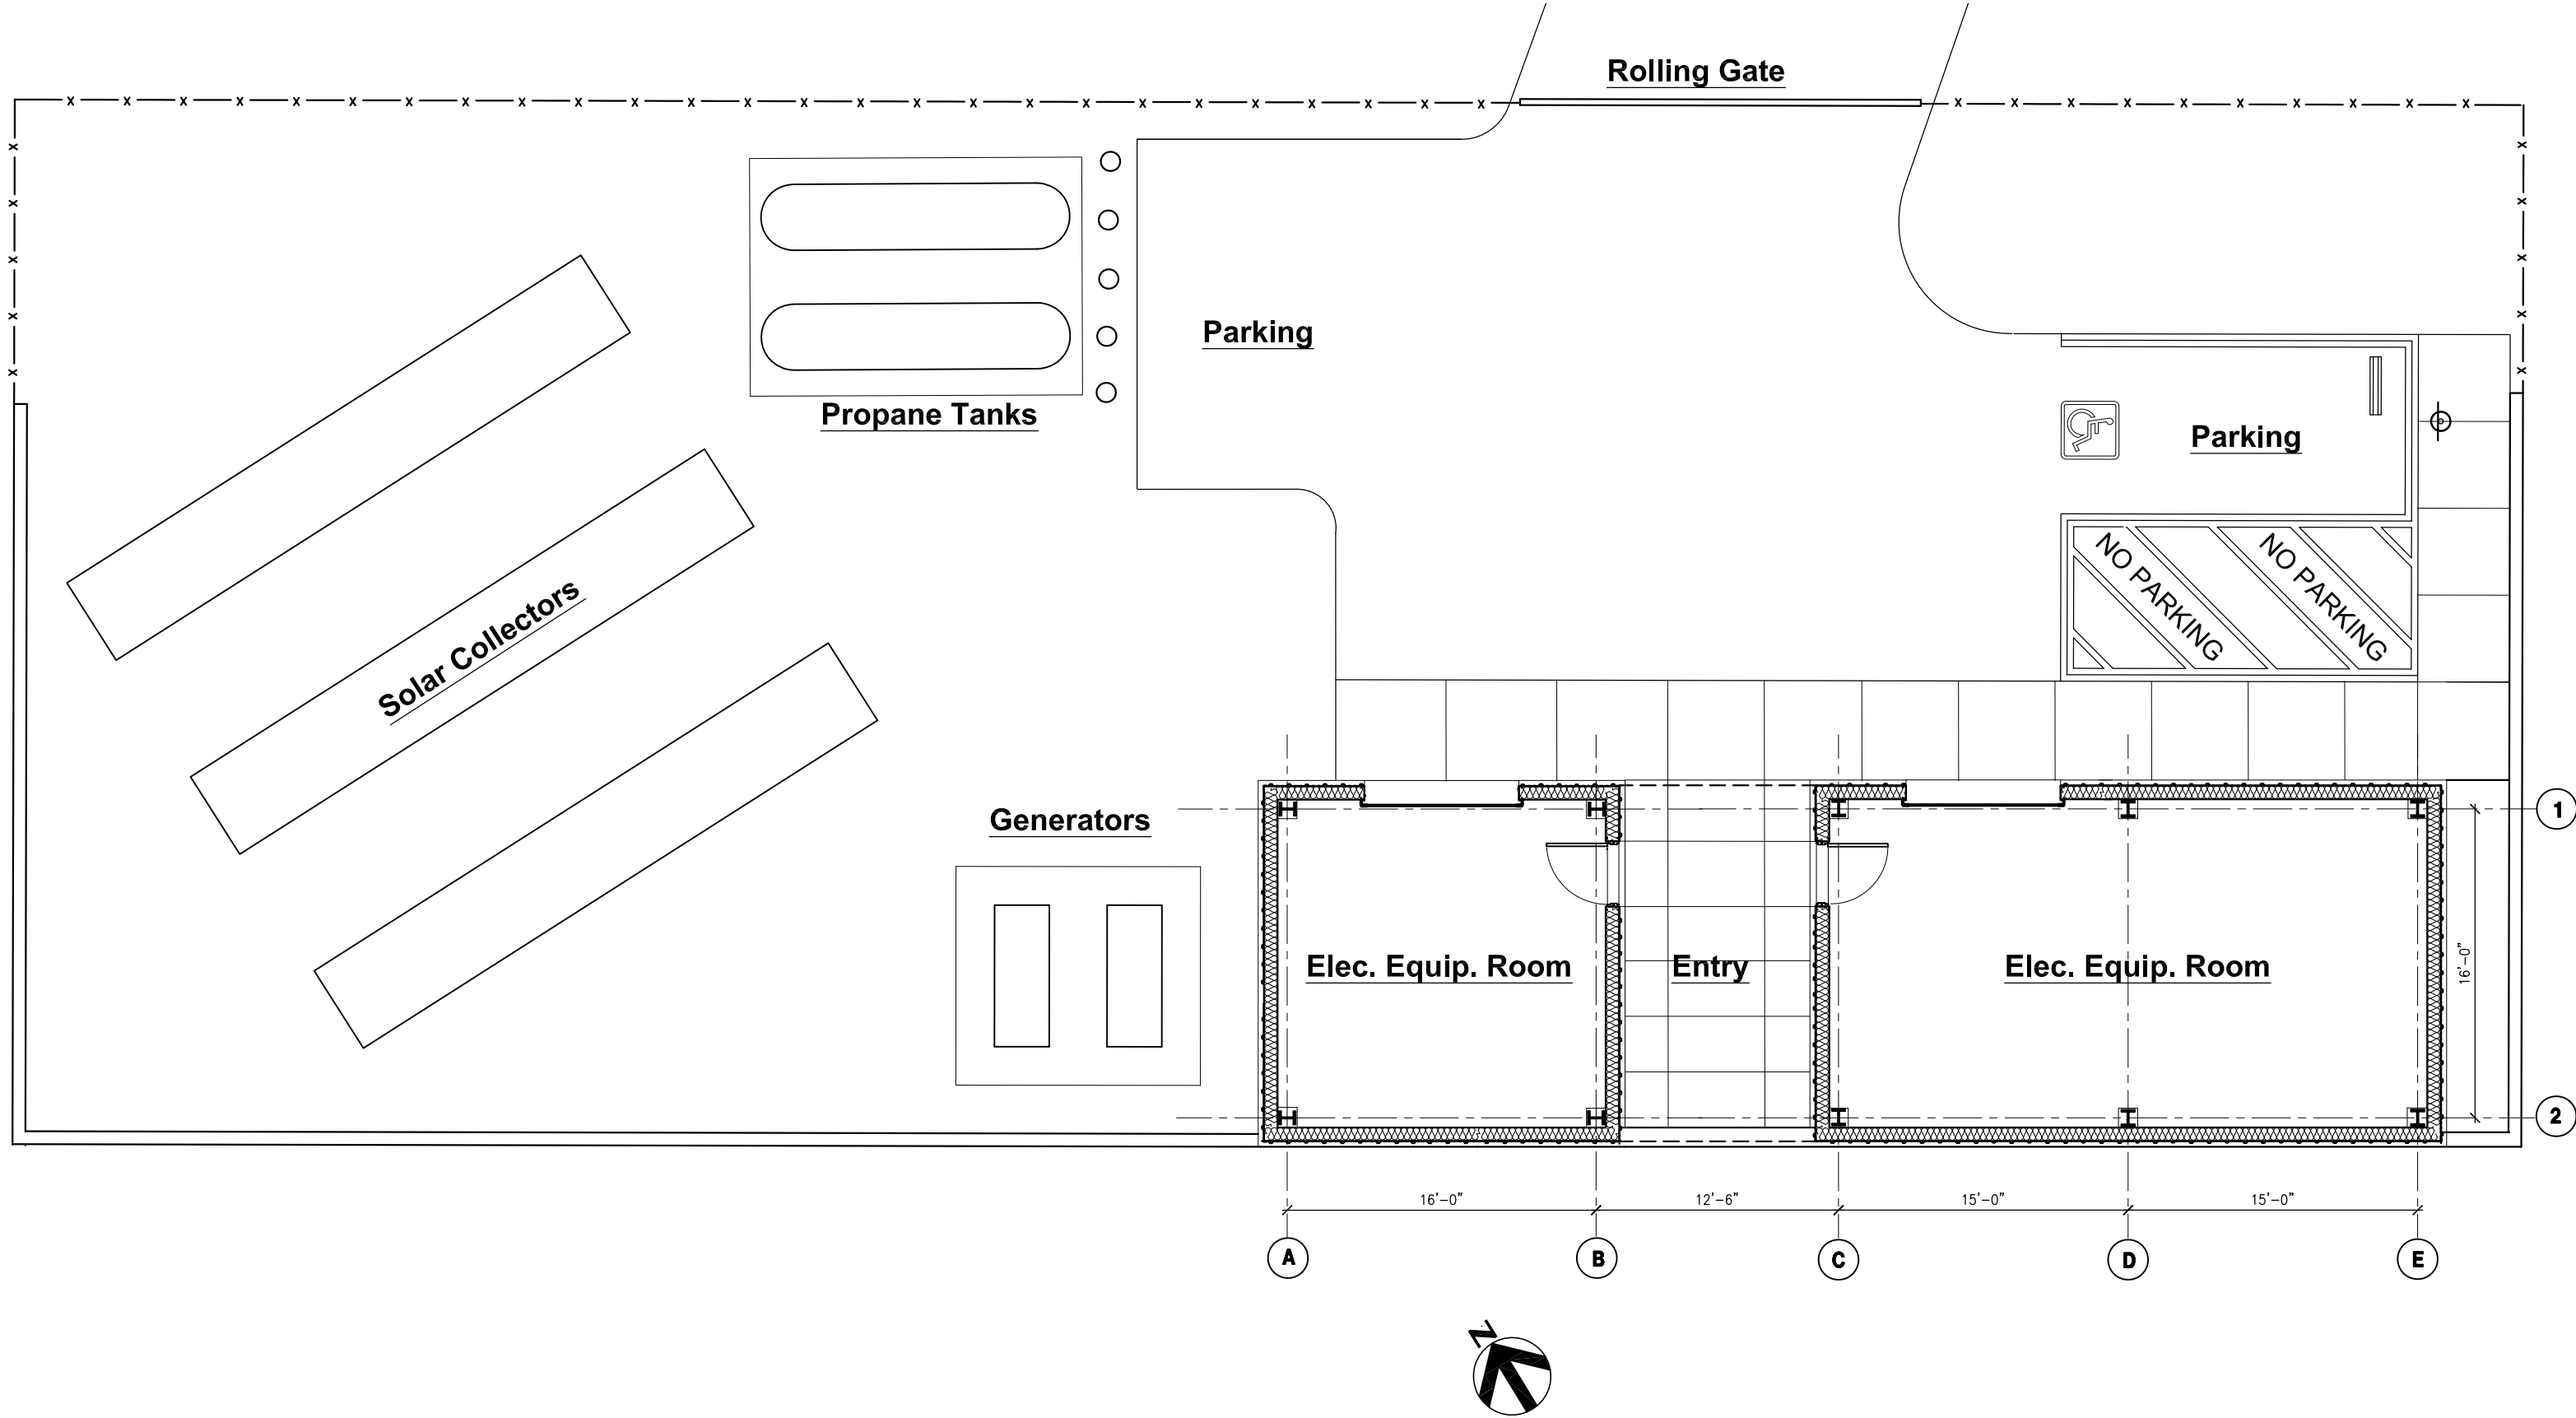 Rolling Gate
Parking
Propane Tanks
Parking
NO PARKING
NO PARKING
Solar Collectors
Generators
1
Elec. Equip. Room
Entry
Elec. Equip. Room
16'-0"
2
16'-0"
12'-6"
15'-0"
15'-0"
A
B
C
D
E
N